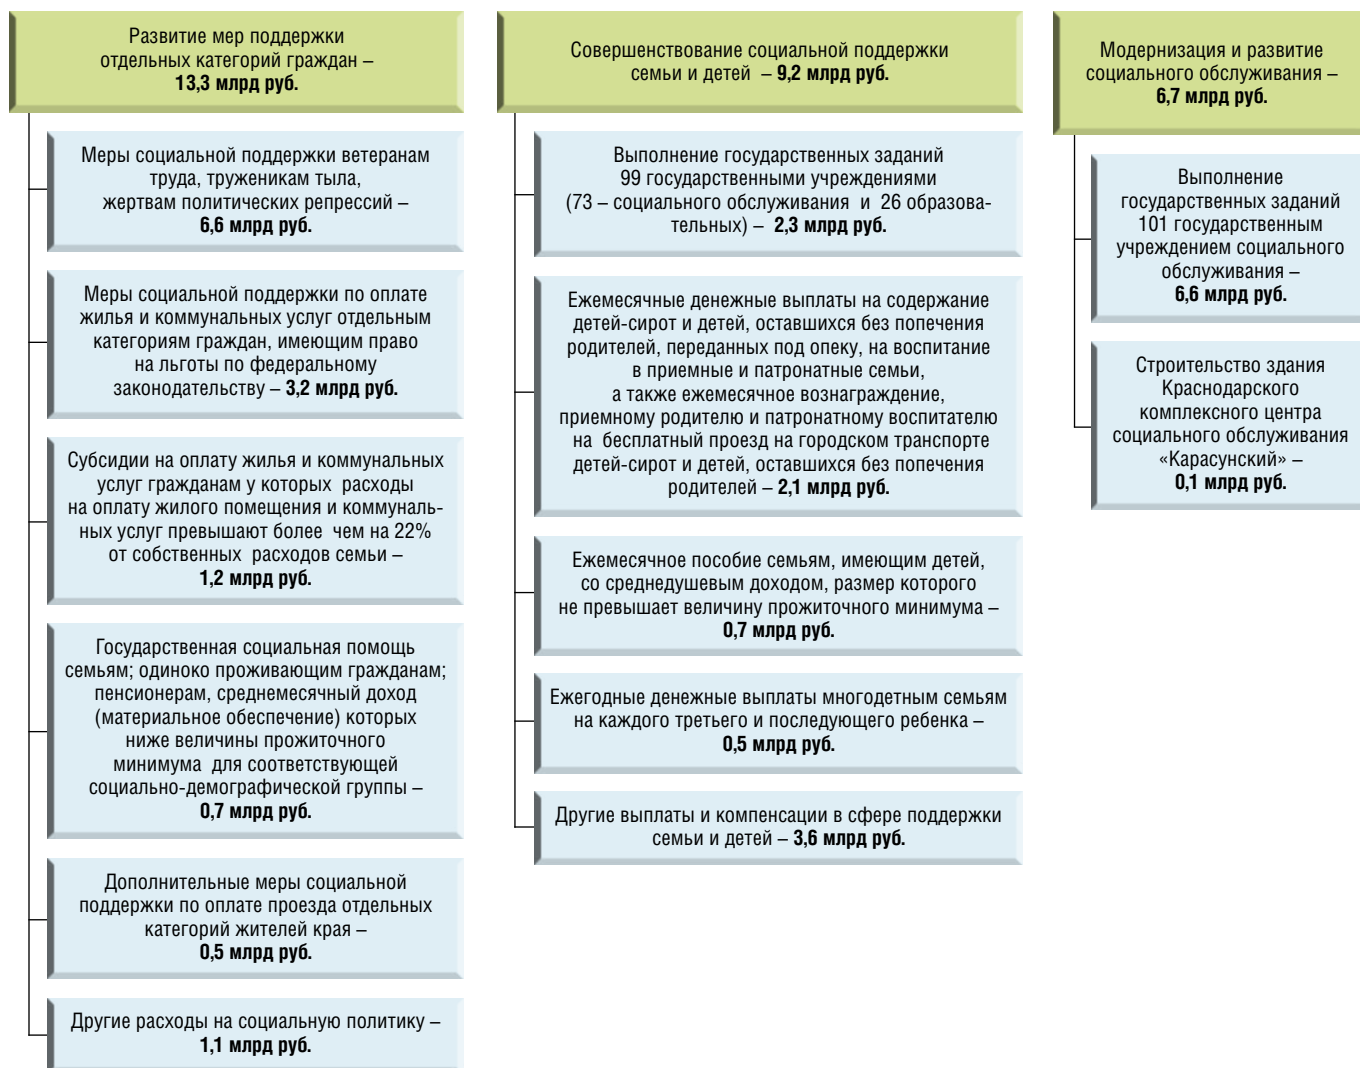 Развитие мер поддержки
отдельных категорий граждан –
13,3 млрд руб.
Меры социальной поддержки ветеранам
труда, труженикам тыла,
жертвам политических репрессий –
6,6 млрд руб.
Меры социальной поддержки по оплате
жилья и коммунальных услуг отдельным
категориям граждан, имеющим право
на льготы по федеральному
законодательству – 3,2 млрд руб.
Субсидии на оплату жилья и коммунальных
услуг гражданам у которых расходы
на оплату жилого помещения и коммуналь-
ных услуг превышают более чем на 22%
от собственных расходов семьи –
1,2 млрд руб.
Государственная социальная помощь
семьям; одиноко проживающим гражданам;
пенсионерам, среднемесячный доход
(материальное обеспечение) которых
ниже величины прожиточного
минимума для соответствующей
социально-демографической группы –
0,7 млрд руб.
Дополнительные меры социальной
поддержки по оплате проезда отдельных
категорий жителей края –
0,5 млрд руб.
Другие расходы на социальную политику –
1,1 млрд руб.
Совершенствование социальной поддержки
семьи и детей – 9,2 млрд руб.
Выполнение государственных заданий
99 государственными учреждениями
(73 – социального обслуживания и 26 образова-
тельных) – 2,3 млрд руб.
Ежемесячные денежные выплаты на содержание
детей-сирот и детей, оставшихся без попечения
родителей, переданных под опеку, на воспитание
в приемные и патронатные семьи,
а также ежемесячное вознаграждение,
приемному родителю и патронатному воспитателю
на бесплатный проезд на городском транспорте
детей-сирот и детей, оставшихся без попечения
родителей – 2,1 млрд руб.
Ежемесячное пособие семьям, имеющим детей,
со среднедушевым доходом, размер которого
не превышает величину прожиточного минимума –
0,7 млрд руб.
Ежегодные денежные выплаты многодетным семьям
на каждого третьего и последующего ребенка –
0,5 млрд руб.
Другие выплаты и компенсации в сфере поддержки
семьи и детей – 3,6 млрд руб.
Модернизация и развитие
социального обслуживания –
6,7 млрд руб.
Выполнение
государственных заданий
101 государственным
учреждением социального
обслуживания –
6,6 млрд руб.
Строительство здания
Краснодарского
комплексного центра
социального обслуживания
«Карасунский» –
0,1 млрд руб.